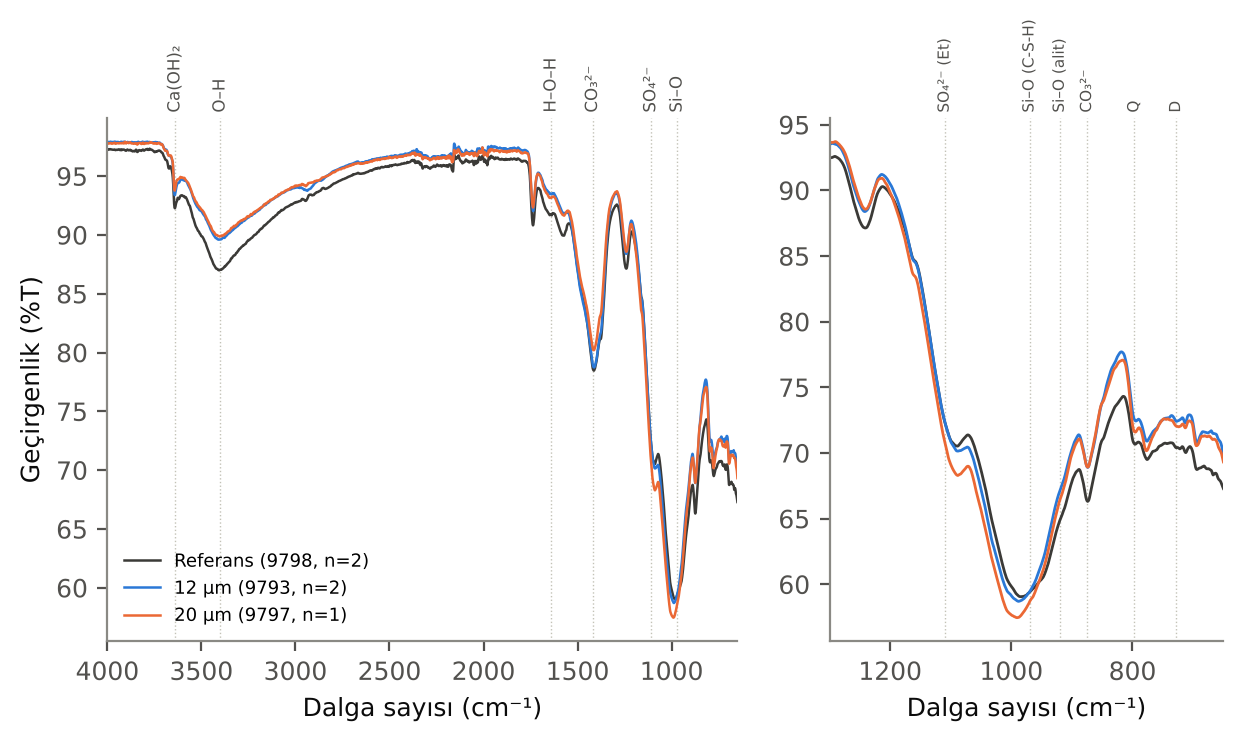 Ca(OH)₂
O–H
H–O–H
CO₃²⁻
SO₄²⁻
Si–O
SO₄²⁻ (Et)
Si–O (C-S-H)
Si–O (alit)
CO₃²⁻
Q
D
Geçirgenlik (%T)
95
90
85
80
75
70
65
60
Referans (9798, n=2)
12 µm (9793, n=2)
20 µm (9797, n=1)
4000 3500 3000 2500 2000 1500 1000
Dalga sayısı (cm⁻¹)
95
90
85
80
75
70
65
60
1200 1000 800
Dalga sayısı (cm⁻¹)